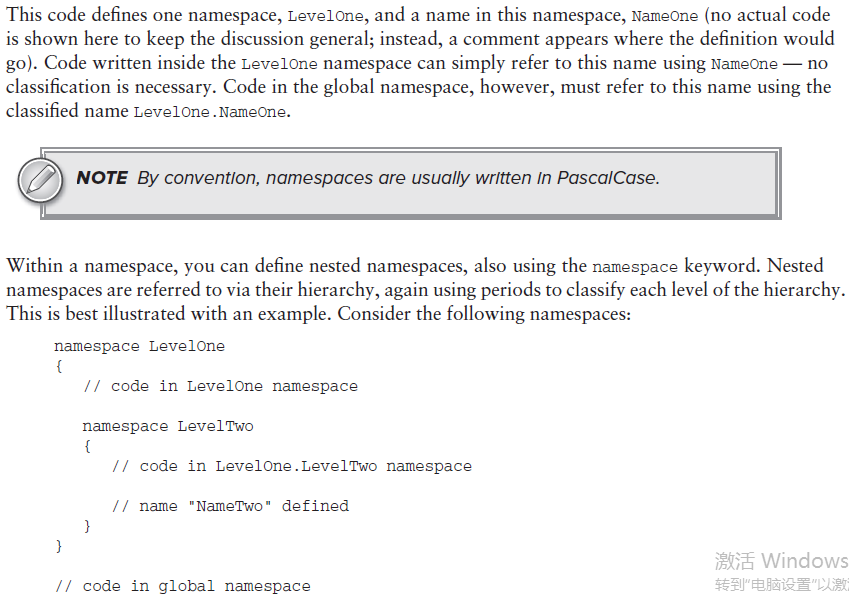 This code defines one namespace, LevelOne, and a name in this namespace, NameOne (no actual code
is shown here to keep the discussion general; instead, a comment appears where the definition would
go). Code written inside the LevelOne namespace can simply refer to this name using NameOne — no
classification is necessary. Code in the global namespace, however, must refer to this name using the
classified name LevelOne.NameOne.
NOTE By convention, namespaces are usually written in PascalCase.
Within a namespace, you can define nested namespaces, also using the namespace keyword. Nested
namespaces are referred to via their hierarchy, again using periods to classify each level of the hierarchy.
This is best illustrated with an example. Consider the following namespaces:
namespace LevelOne
{
// code in LevelOne namespace
namespace LevelTwo
{
// code in LevelOne.LevelTwo namespace
// name "NameTwo" defined
}
}
// code in global namespace
激活 Windows
转到"电脑设置"以激